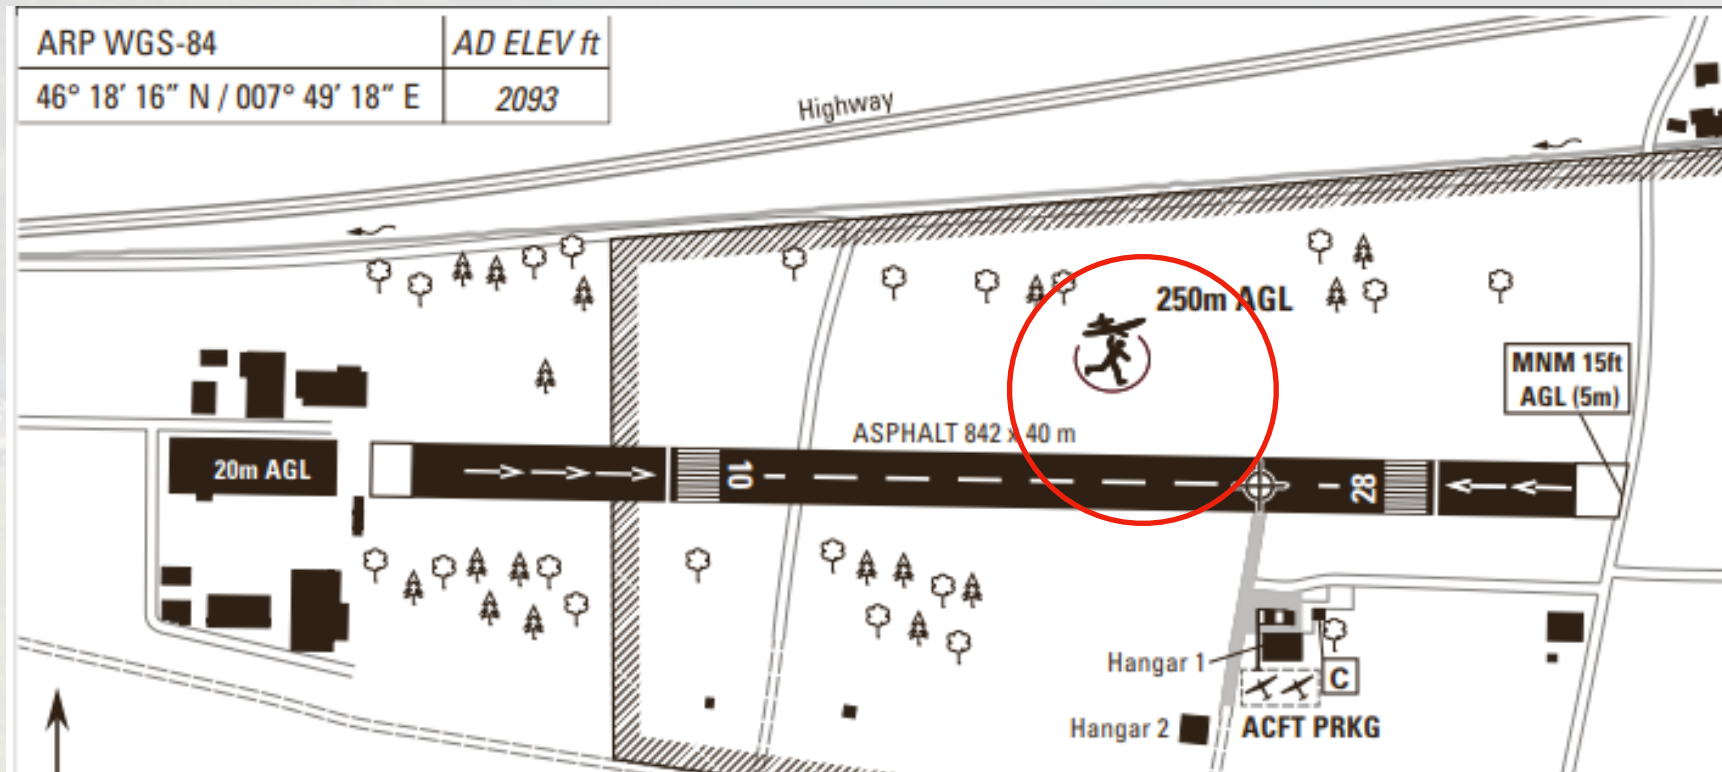 ARP WGS-84
AD ELEV ft
46° 18′ 16″ N / 007° 49′ 18″ E
2093
Highway
250m AGL
MNM 15ft
AGL (5m)
ASPHALT 842 x 40 m
20m AGL
10
28
Hangar 1
C
Hangar 2
ACFT PRKG